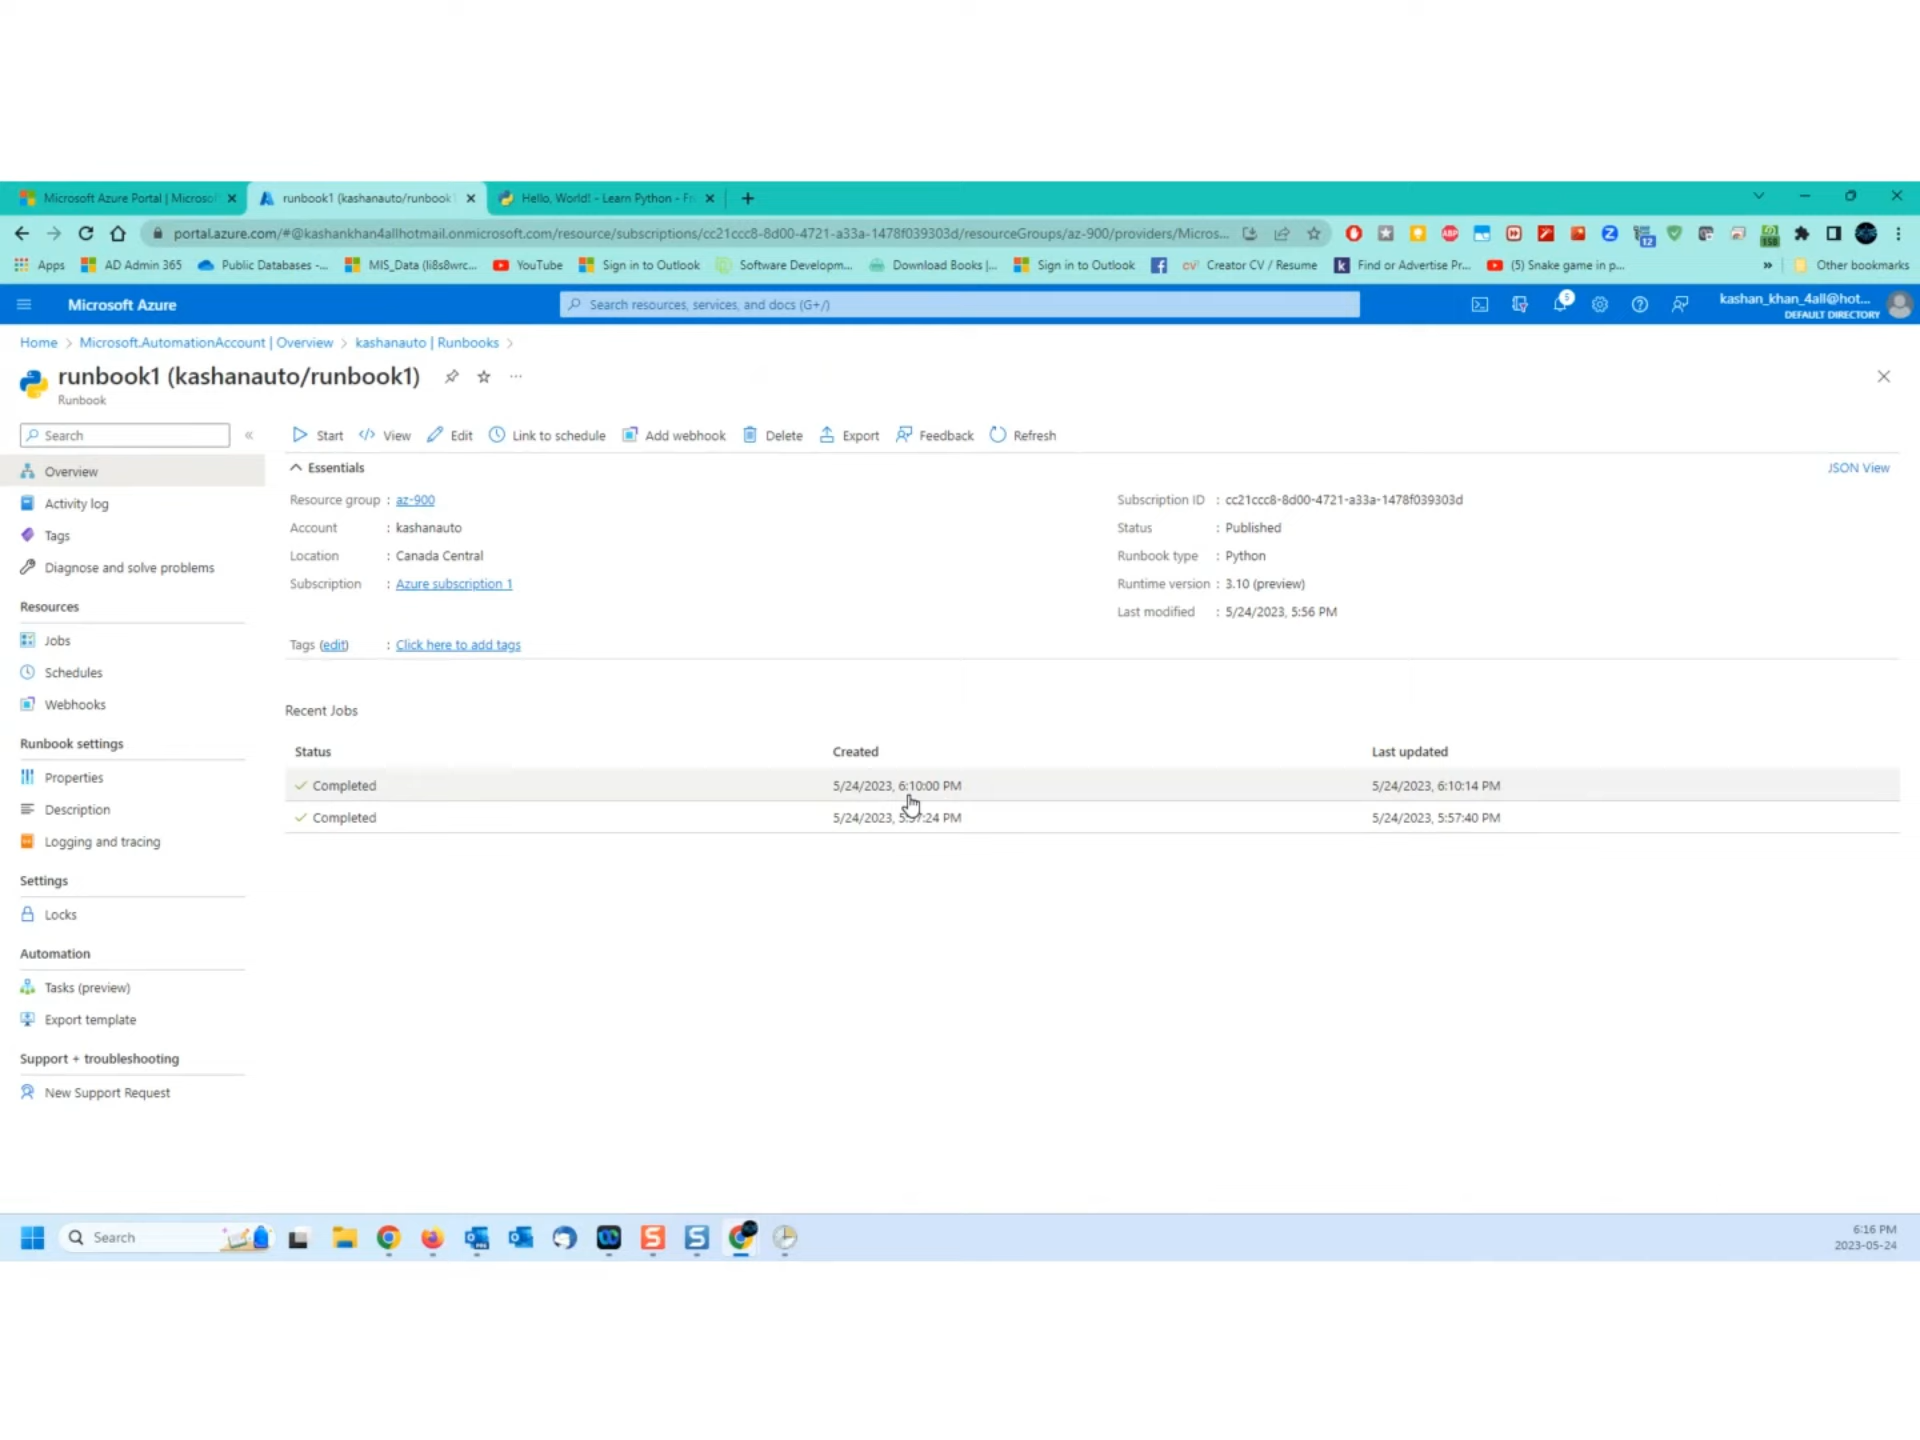 Microsoft Azure Portal | Microsof
runbook1 (kashanauto/runbook
Hello, World! - Learn Python - Fr
portal.azure.com/#@kashankhan4allhotmail.onmicrosoft.com/resource/subscriptions/cc21ccc8-8d00-4721-a33a-1478f039303d/resourceGroups/az-900/providers/Micros...
Apps
AD Admin 365
Public Databases -...
MIS_Data (li8s8wrc...
YouTube
Sign in to Outlook
Software Developm...
Download Books |...
Sign in to Outlook
Creator CV / Resume
Find or Advertise Pr...
(5) Snake game in p...
»
Other bookmarks
Microsoft Azure
Search resources, services, and docs (G+/)
5
kashan_khan_4all@hot...
DEFAULT DIRECTORY
Home > Microsoft.AutomationAccount | Overview > kashanauto | Runbooks >
runbook1 (kashanauto/runbook1)
Runbook
Search
«
Start
View
Edit
Link to schedule
Add webhook
Delete
Export
Feedback
Refresh
Overview
Activity log
Tags
Diagnose and solve problems
Resources
Jobs
Schedules
Webhooks
Runbook settings
Properties
Description
Logging and tracing
Settings
Locks
Automation
Tasks (preview)
Export template
Support + troubleshooting
New Support Request
Essentials
JSON View
Resource group : az-900
Account : kashanauto
Location : Canada Central
Subscription : Azure subscription 1
Subscription ID : cc21ccc8-8d00-4721-a33a-1478f039303d
Status : Published
Runbook type : Python
Runtime version : 3.10 (preview)
Last modified : 5/24/2023, 5:56 PM
Tags (edit) : Click here to add tags
Recent Jobs
Status Created Last updated
Completed 5/24/2023, 6:10:00 PM 5/24/2023, 6:10:14 PM
Completed 5/24/2023, 5:57:24 PM 5/24/2023, 5:57:40 PM
Search
6:16 PM
2023-05-24